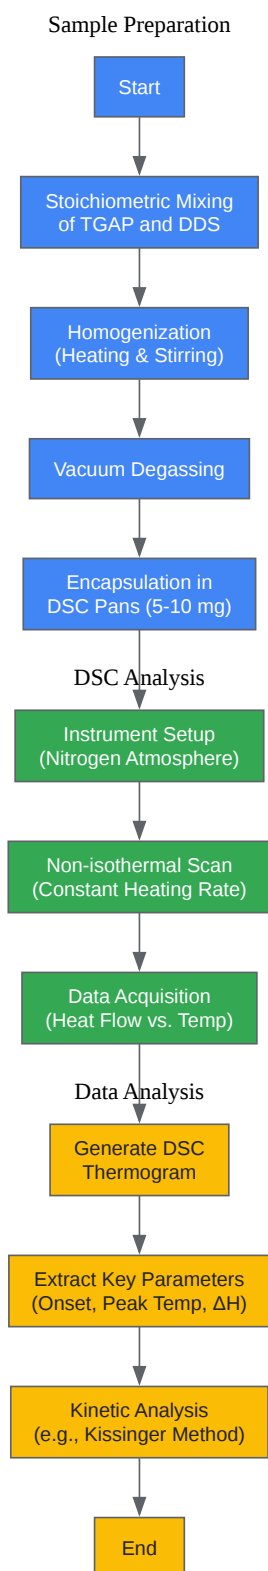 Sample Preparation
Start
Stoichiometric Mixing
of TGAP and DDS
Homogenization
(Heating & Stirring)
Vacuum Degassing
Encapsulation in
DSC Pans (5-10 mg)
DSC Analysis
Instrument Setup
(Nitrogen Atmosphere)
Non-isothermal Scan
(Constant Heating Rate)
Data Acquisition
(Heat Flow vs. Temp)
Data Analysis
Generate DSC
Thermogram
Extract Key Parameters
(Onset, Peak Temp, ΔH)
Kinetic Analysis
(e.g., Kissinger Method)
End